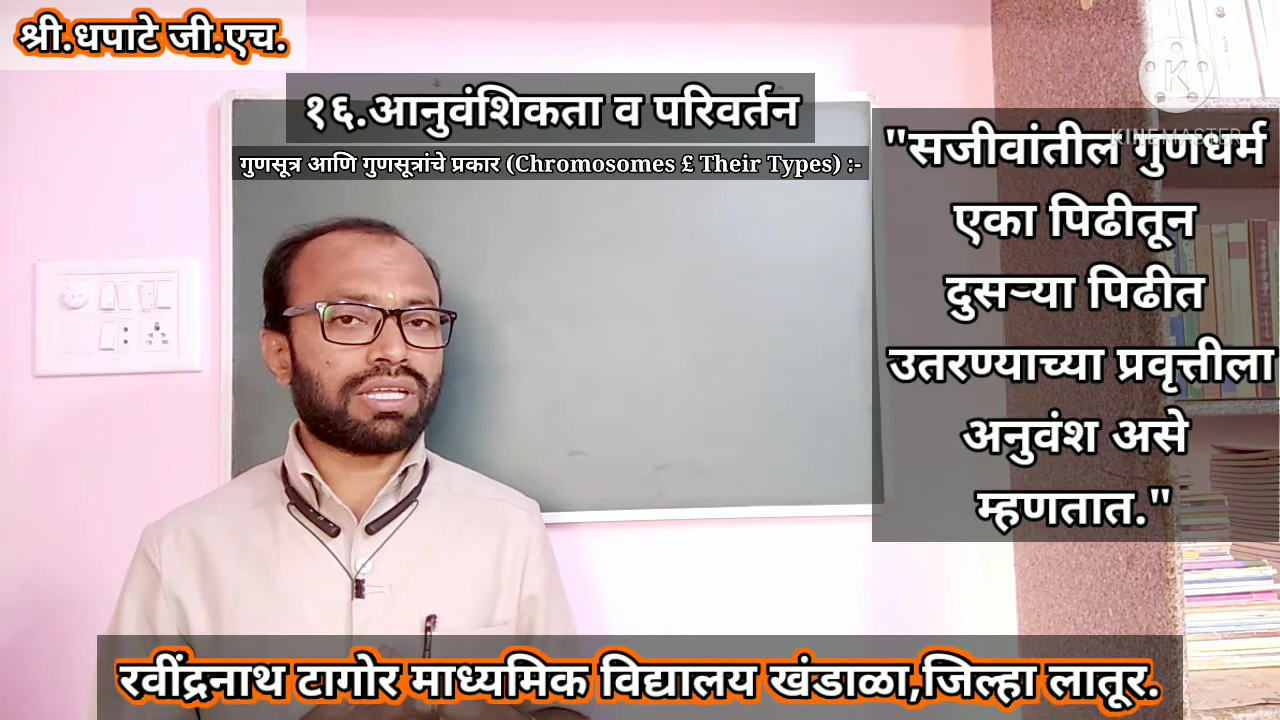 श्री.धपाटे जी.एच.
१६.आनुवंशिकता व परिवर्तन
गुणसूत्र आणि गुणसूत्रांचे प्रकार (Chromosomes £ Their Types) :-
"सजीवांतील गुणधर्म
एका पिढीतून
दुसऱ्या पिढीत
उतरण्याच्या प्रवृत्तीला
अनुवंश असे
म्हणतात."
K
KINEMASTER
रवींद्रनाथ टागोर माध्यमिक विद्यालय खंडाळा,जिल्हा लातूर.